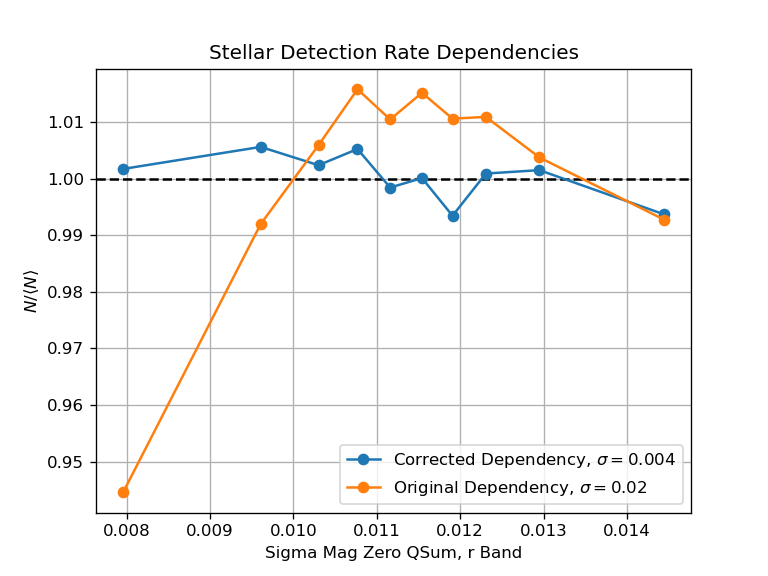 Stellar Detection Rate Dependencies
1.01
1.00
0.99
0.98
0.97
0.96
0.95
N/⟨N⟩
Corrected Dependency, σ = 0.004
Original Dependency, σ = 0.02
0.008 0.009 0.010 0.011 0.012 0.013 0.014
Sigma Mag Zero QSum, r Band